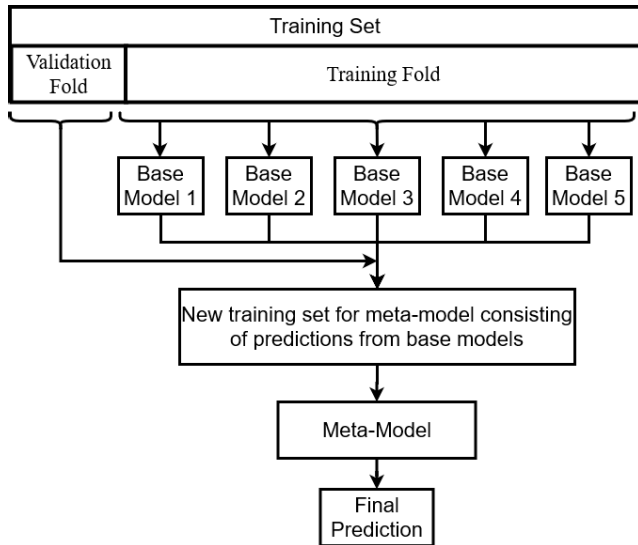 Training Set
Validation
Fold
Training Fold
Base
Model 1
Base
Model 2
Base
Model 3
Base
Model 4
Base
Model 5
New training set for meta-model consisting
of predictions from base models
Meta-Model
Final
Prediction